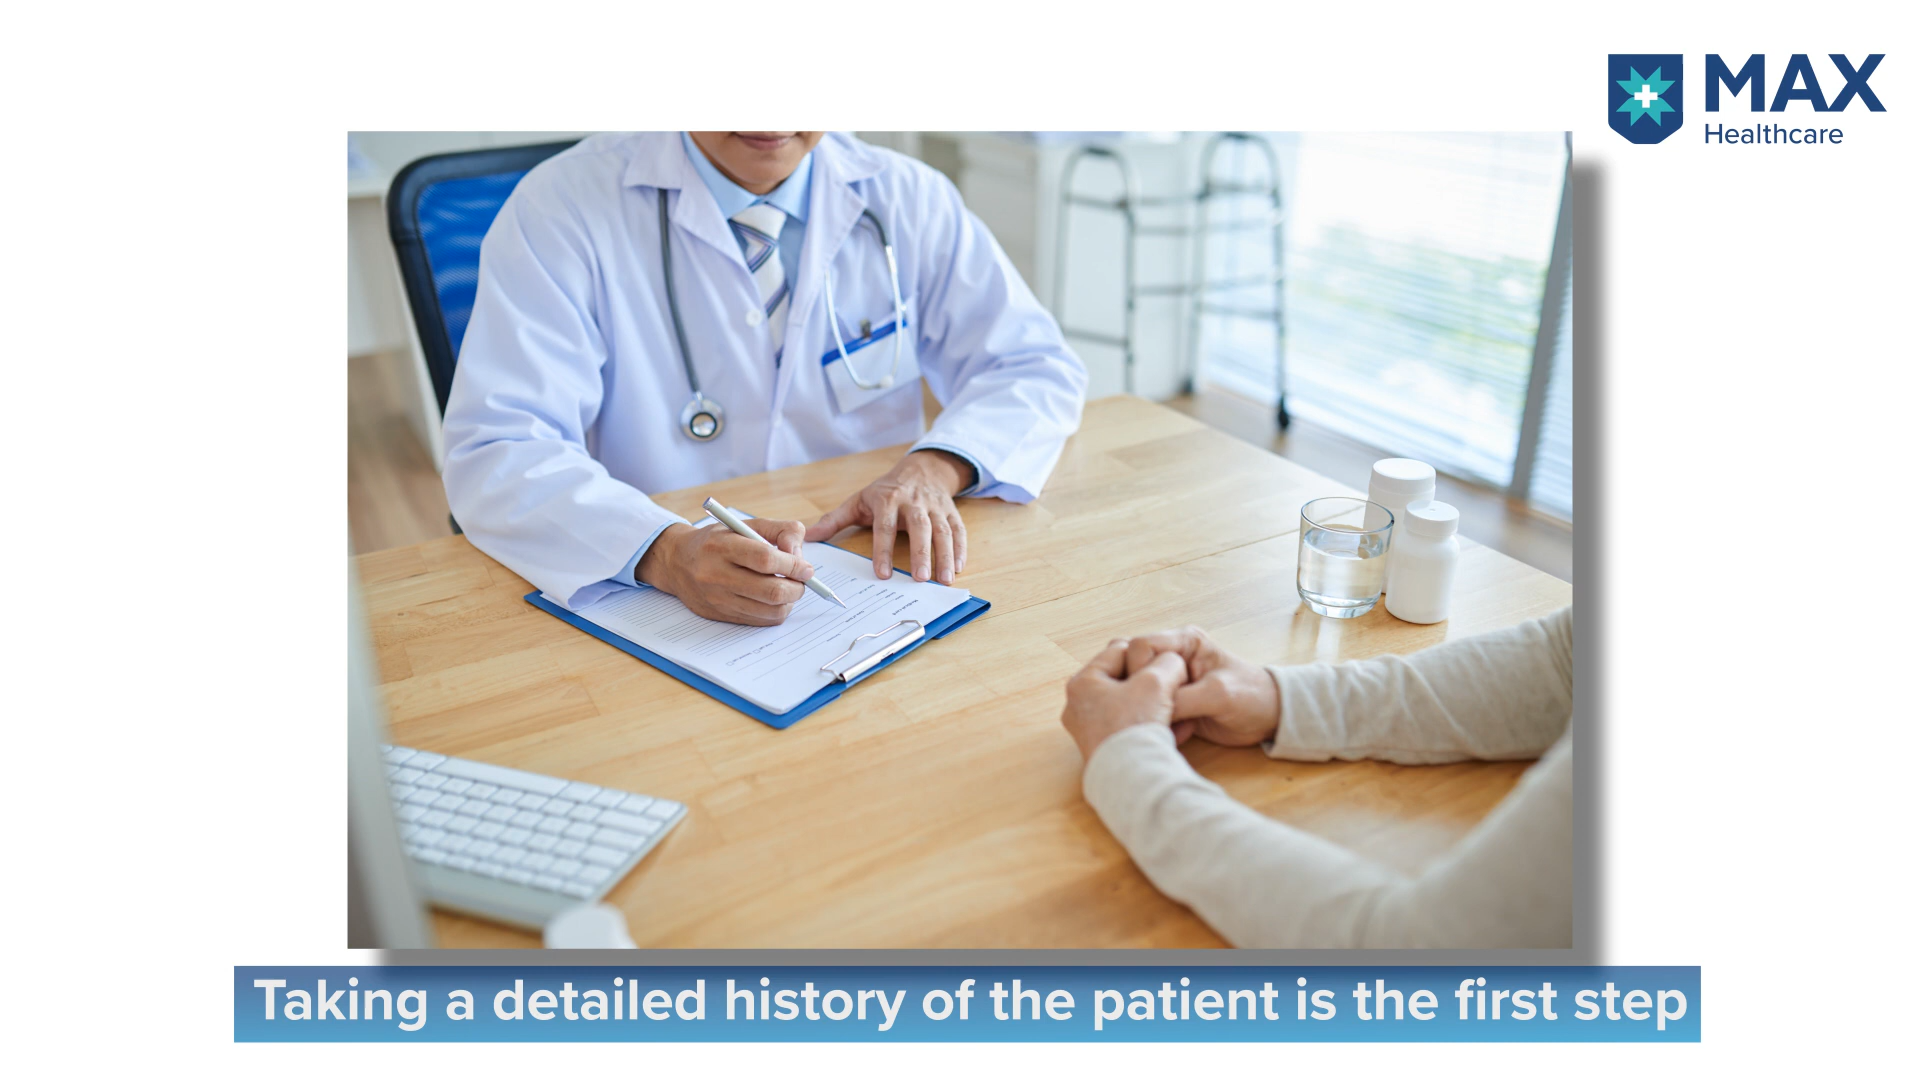 MAX
Healthcare
Taking a detailed history of the patient is the first step